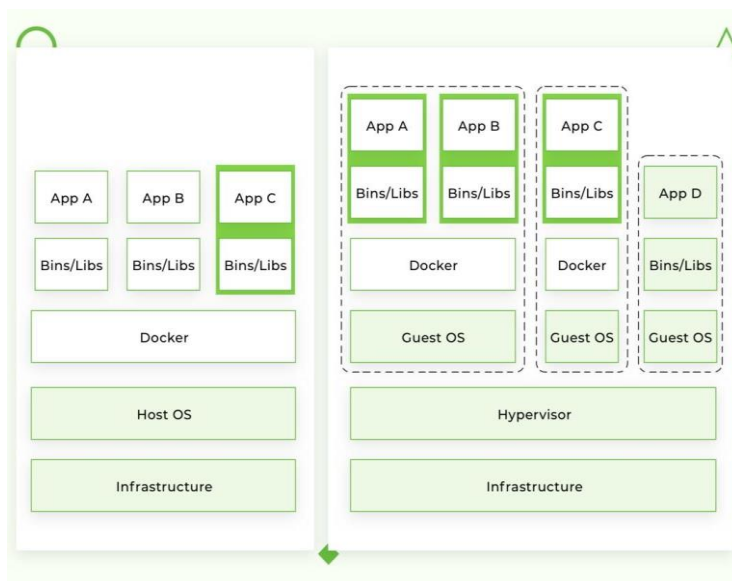 App A
App B
App C
Bins/Libs
Bins/Libs
Bins/Libs
Docker
Host OS
Infrastructure
App A
App B
App C
Bins/Libs
Bins/Libs
Bins/Libs
App D
Docker
Docker
Bins/Libs
Guest OS
Guest OS
Guest OS
Hypervisor
Infrastructure